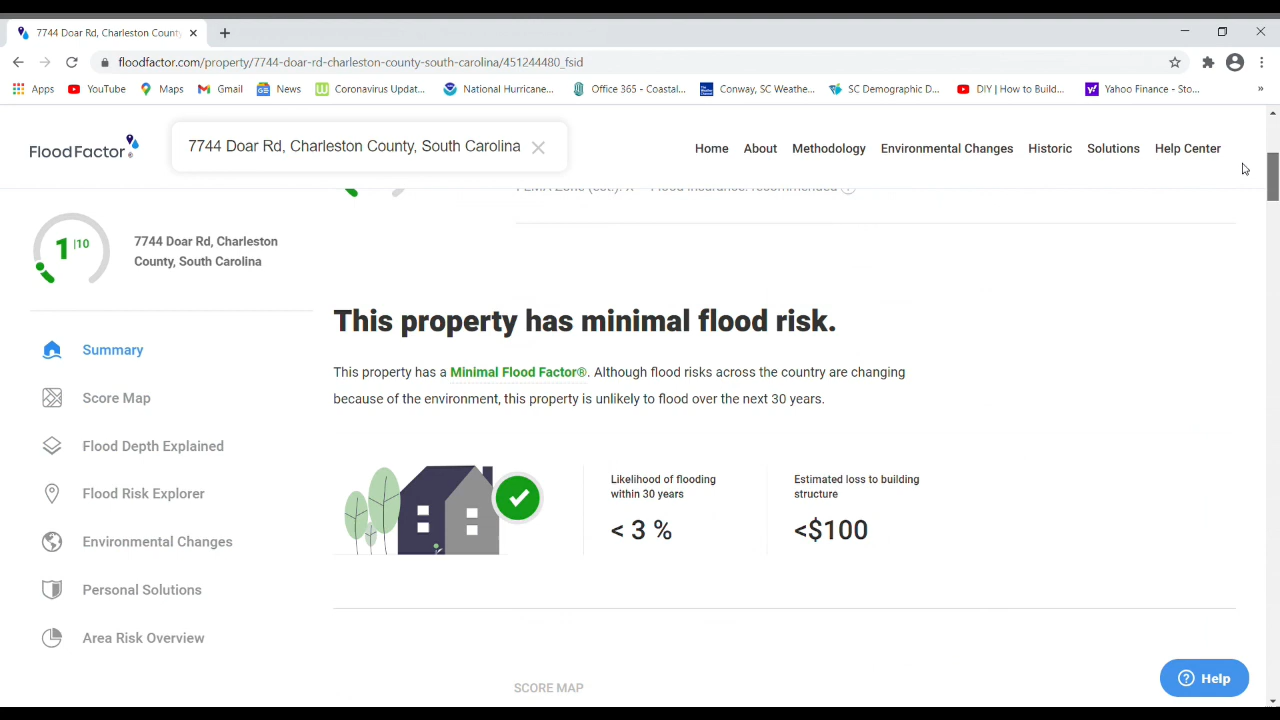 7744 Doar Rd, Charleston County
floodfactor.com/property/7744-doar-rd-charleston-county-south-carolina/451244480_fsid
Apps YouTube Maps Gmail News Coronavirus Updat... National Hurricane... Office 365 - Coastal... Conway, SC Weathe... SC Demographic D... DIY | How to Build... Yahoo Finance - Sto... »
FloodFactor® 7744 Doar Rd, Charleston County, South Carolina Home About Methodology Environmental Changes Historic Solutions Help Center
FEMA Zone (est.): X Flood insurance: recommended
1 |10
7744 Doar Rd, Charleston
County, South Carolina
Summary
Score Map
Flood Depth Explained
Flood Risk Explorer
Environmental Changes
Personal Solutions
Area Risk Overview
This property has minimal flood risk.
This property has a Minimal Flood Factor®. Although flood risks across the country are changing
because of the environment, this property is unlikely to flood over the next 30 years.
Likelihood of flooding
within 30 years
< 3 %
Estimated loss to building
structure
<$100
SCORE MAP
? Help